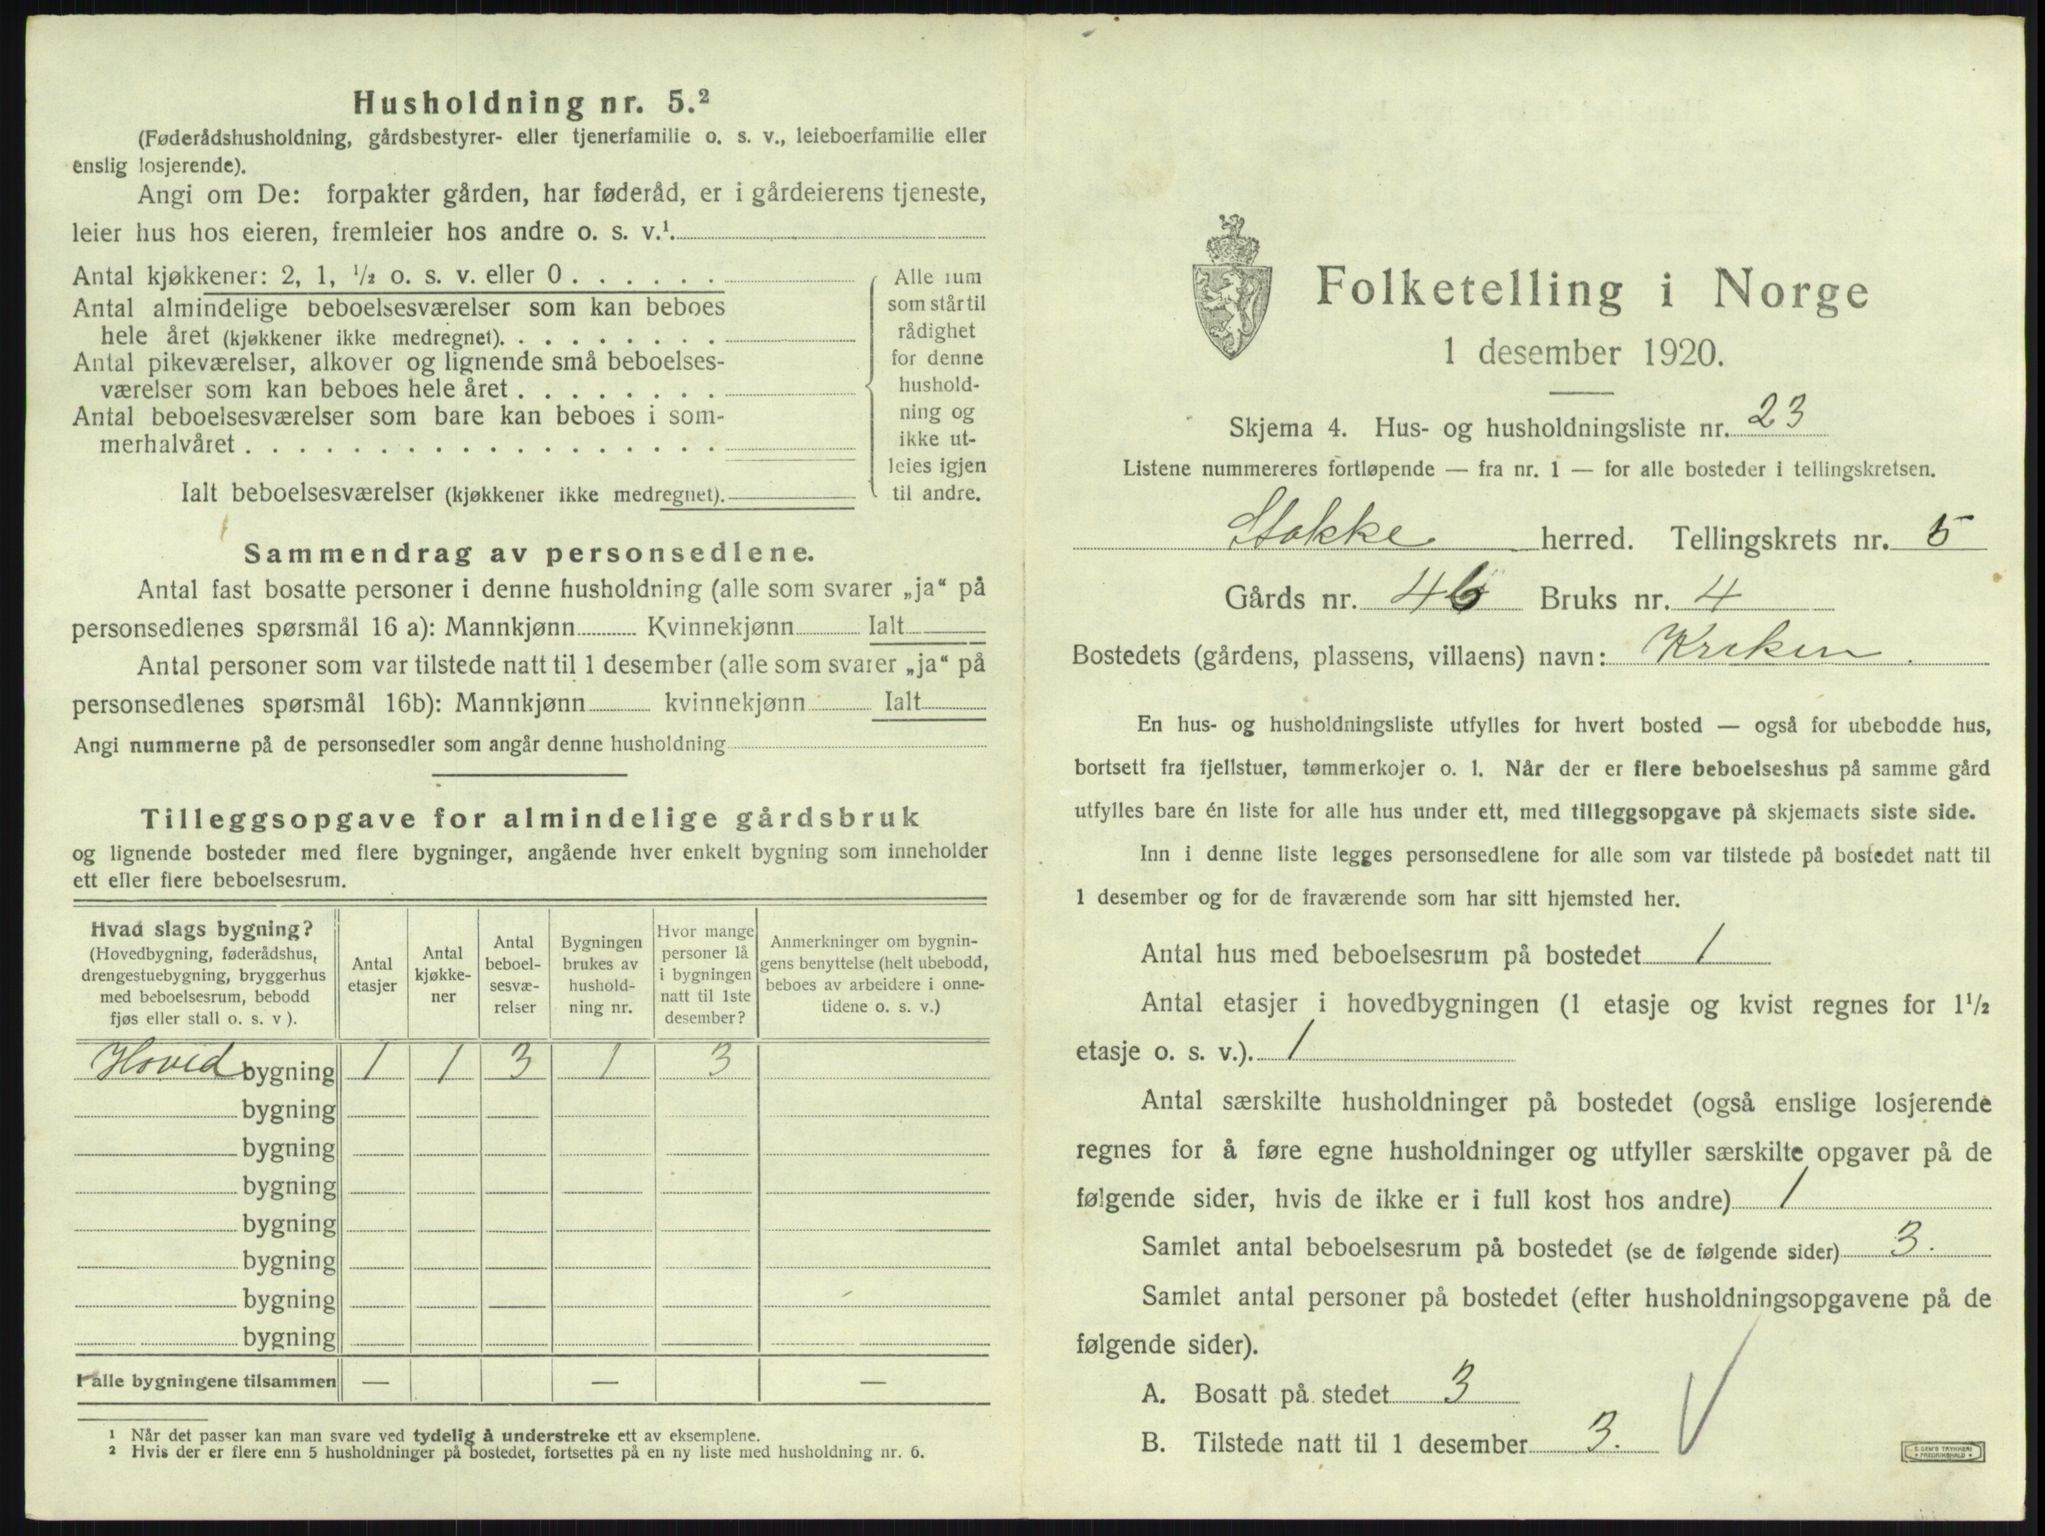 Husholdning nr. 5.²
(Føderådshusholdning, gårdsbestyrer- eller tjenerfamilie o. s. v., leieboerfamilie eller
enslig losjerende).
Angi om De: forpakter gården, har føderåd, er i gårdeierens tjeneste,
leier hus hos eieren, fremleier hos andre o. s. v.¹
Antal kjøkkener: 2, 1, ½ o. s. v. eller 0
Antal almindelige beboelsesværelser som kan beboes
hele året (kjøkkener ikke medregnet).
Antal pikeværelser, alkover og lignende små beboelses-
værelser som kan beboes hele året
Antal beboelsesværelser som bare kan beboes i som-
merhalvåret
Ialt beboelsesværelser (kjøkkener ikke medregnet).
Alle rum
som står til
rådighet
for denne
hushold-
ning og
ikke ut-
leies igjen
til andre.
Sammendrag av personsedlene.
Antal fast bosatte personer i denne husholdning (alle som svarer „ja“ på
personsedlenes spørsmål 16 a): Mannkjønn Kvinnekjønn Ialt
Antal personer som var tilstede natt til 1 desember (alle som svarer „ja“ på
personsedlenes spørsmål 16b): Mannkjønn kvinnekjønn Ialt
Angi nummerne på de personsedler som angår denne husholdning
Tilleggsopgave for almindelige gårdsbruk
og lignende bosteder med flere bygninger, angående hver enkelt bygning som inneholder
ett eller flere beboelsesrum.
Hvad slags bygning?
(Hovedbygning, føderådshus,
drengestuebygning, bryggerhus
med beboelsesrum, bebodd
fjøs eller stall o. s. v ).
Antal
etasjer
Antal
kjøkke-
ner
Antal
beboel-
sesvæ-
relser
Bygningen
brukes av
hushold-
ning nr.
Hvor mange
personer lå
i bygningen
natt til 1ste
desember?
Anmerkninger om bygnin-
gens benyttelse (helt ubebodd,
beboes av arbeidere i onne-
tidene o. s. v.)
Hovedbygning 1 1 3 1 3
bygning
bygning
bygning
bygning
bygning
bygning
bygning
I alle bygningene tilsammen — — —
¹ Når det passer kan man svare ved tydelig å understreke ett av eksemplene.
² Hvis der er flere enn 5 husholdninger på bostedet, fortsettes på en ny liste med husholdning nr. 6.
Folketelling i Norge
1 desember 1920.
Skjema 4. Hus- og husholdningsliste nr. 23
Listene nummereres fortløpende — fra nr. 1 — for alle bosteder i tellingskretsen.
Stokke herred. Tellingskrets nr. 5
Gårds nr. 46 Bruks nr. 4
Bostedets (gårdens, plassens, villaens) navn: Kreken
En hus- og husholdningsliste utfylles for hvert bosted — også for ubebodde hus,
bortsett fra fjellstuer, tømmerkojer o. l. Når der er flere beboelseshus på samme gård
utfylles bare én liste for alle hus under ett, med tilleggsopgave på skjemaets siste side.
Inn i denne liste legges personsedlene for alle som var tilstede på bostedet natt til
1 desember og for de fraværende som har sitt hjemsted her.
Antal hus med beboelsesrum på bostedet 1
Antal etasjer i hovedbygningen (1 etasje og kvist regnes for 1½
etasje o. s. v.). 1
Antal særskilte husholdninger på bostedet (også enslige losjerende
regnes for å føre egne husholdninger og utfyller særskilte opgaver på de
følgende sider, hvis de ikke er i full kost hos andre) 1
Samlet antal beboelsesrum på bostedet (se de følgende sider) 3.
Samlet antal personer på bostedet (efter husholdningsopgavene på de
følgende sider).
A. Bosatt på stedet 3
B. Tilstede natt til 1 desember 3.